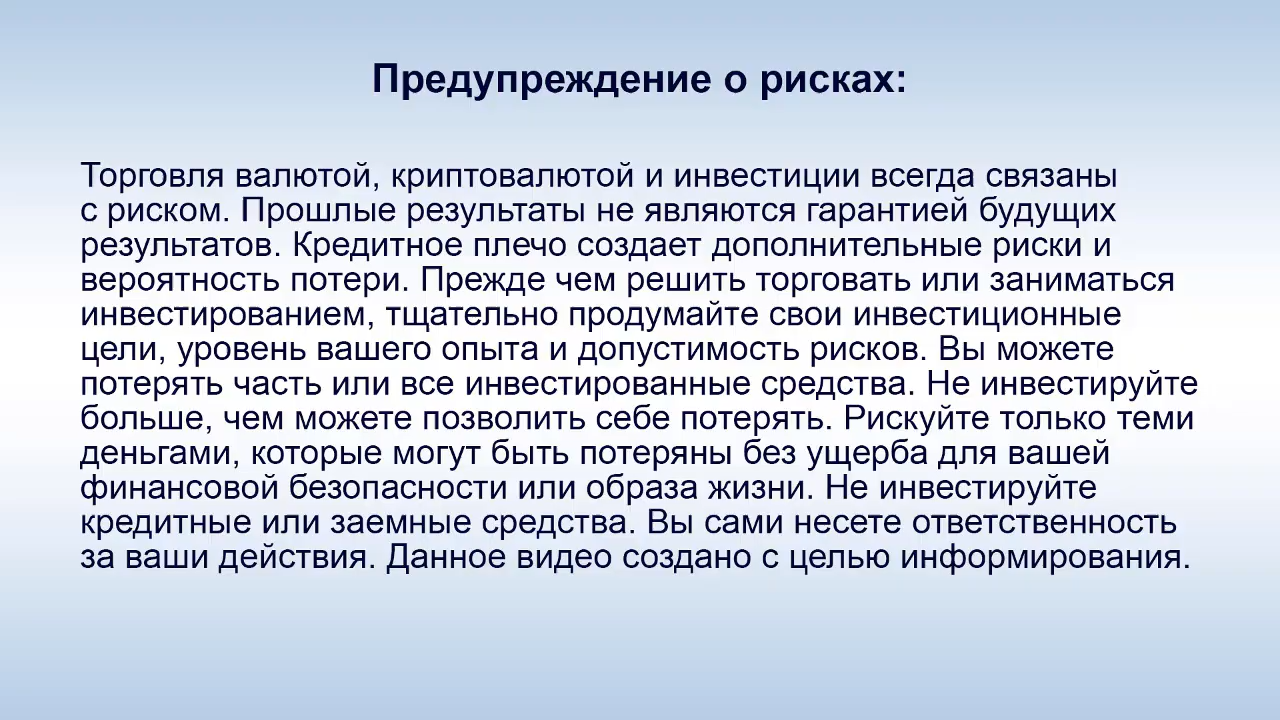 Предупреждение о рисках:
Торговля валютой, криптовалютой и инвестиции всегда связаны
с риском. Прошлые результаты не являются гарантией будущих
результатов. Кредитное плечо создает дополнительные риски и
вероятность потери. Прежде чем решить торговать или заниматься
инвестированием, тщательно продумайте свои инвестиционные
цели, уровень вашего опыта и допустимость рисков. Вы можете
потерять часть или все инвестированные средства. Не инвестируйте
больше, чем можете позволить себе потерять. Рискуйте только теми
деньгами, которые могут быть потеряны без ущерба для вашей
финансовой безопасности или образа жизни. Не инвестируйте
кредитные или заемные средства. Вы сами несете ответственность
за ваши действия. Данное видео создано с целью информирования.